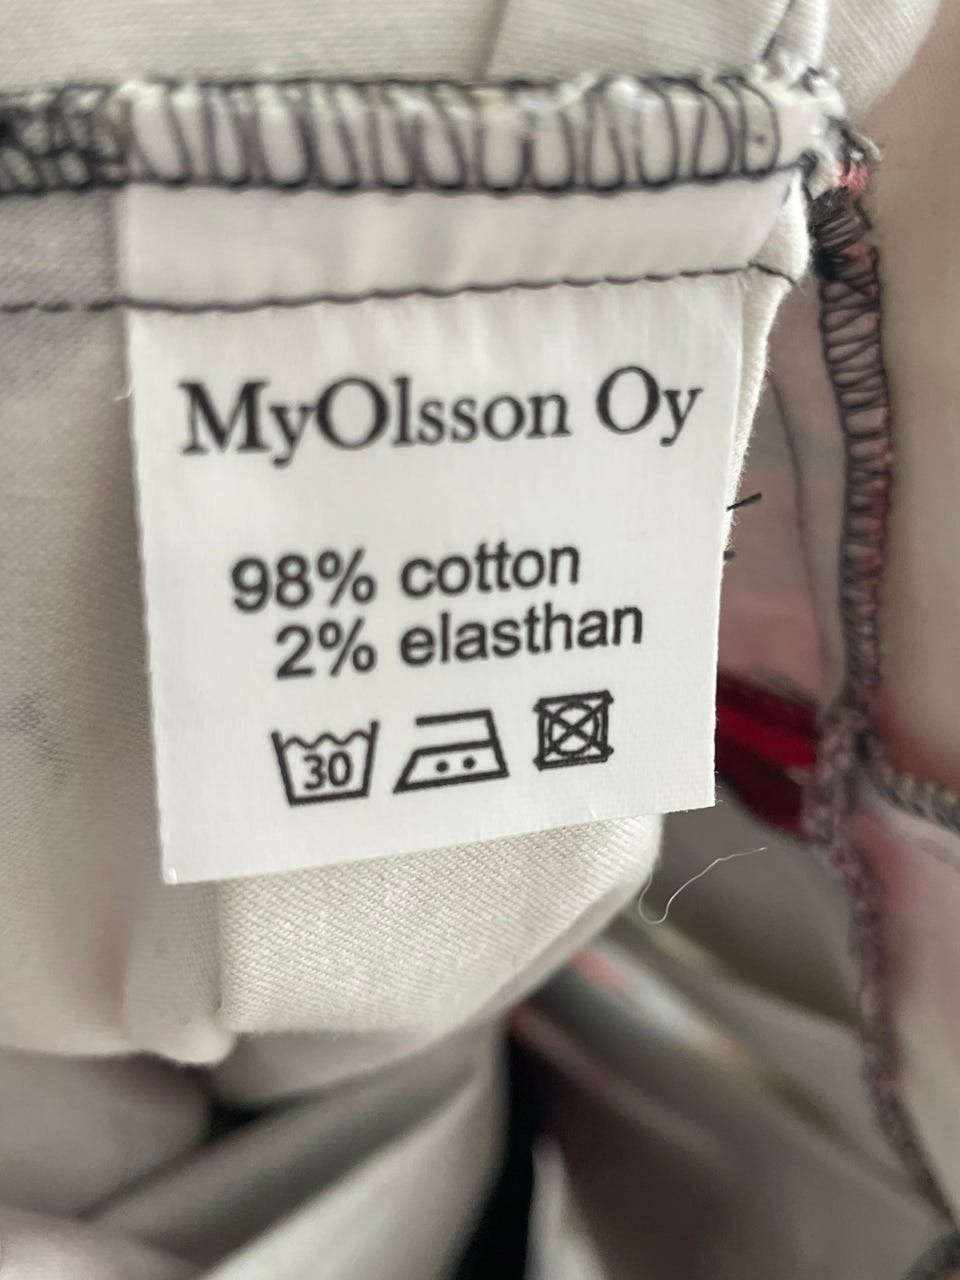 MyOlsson Oy
98% cotton
2% elasthan
30